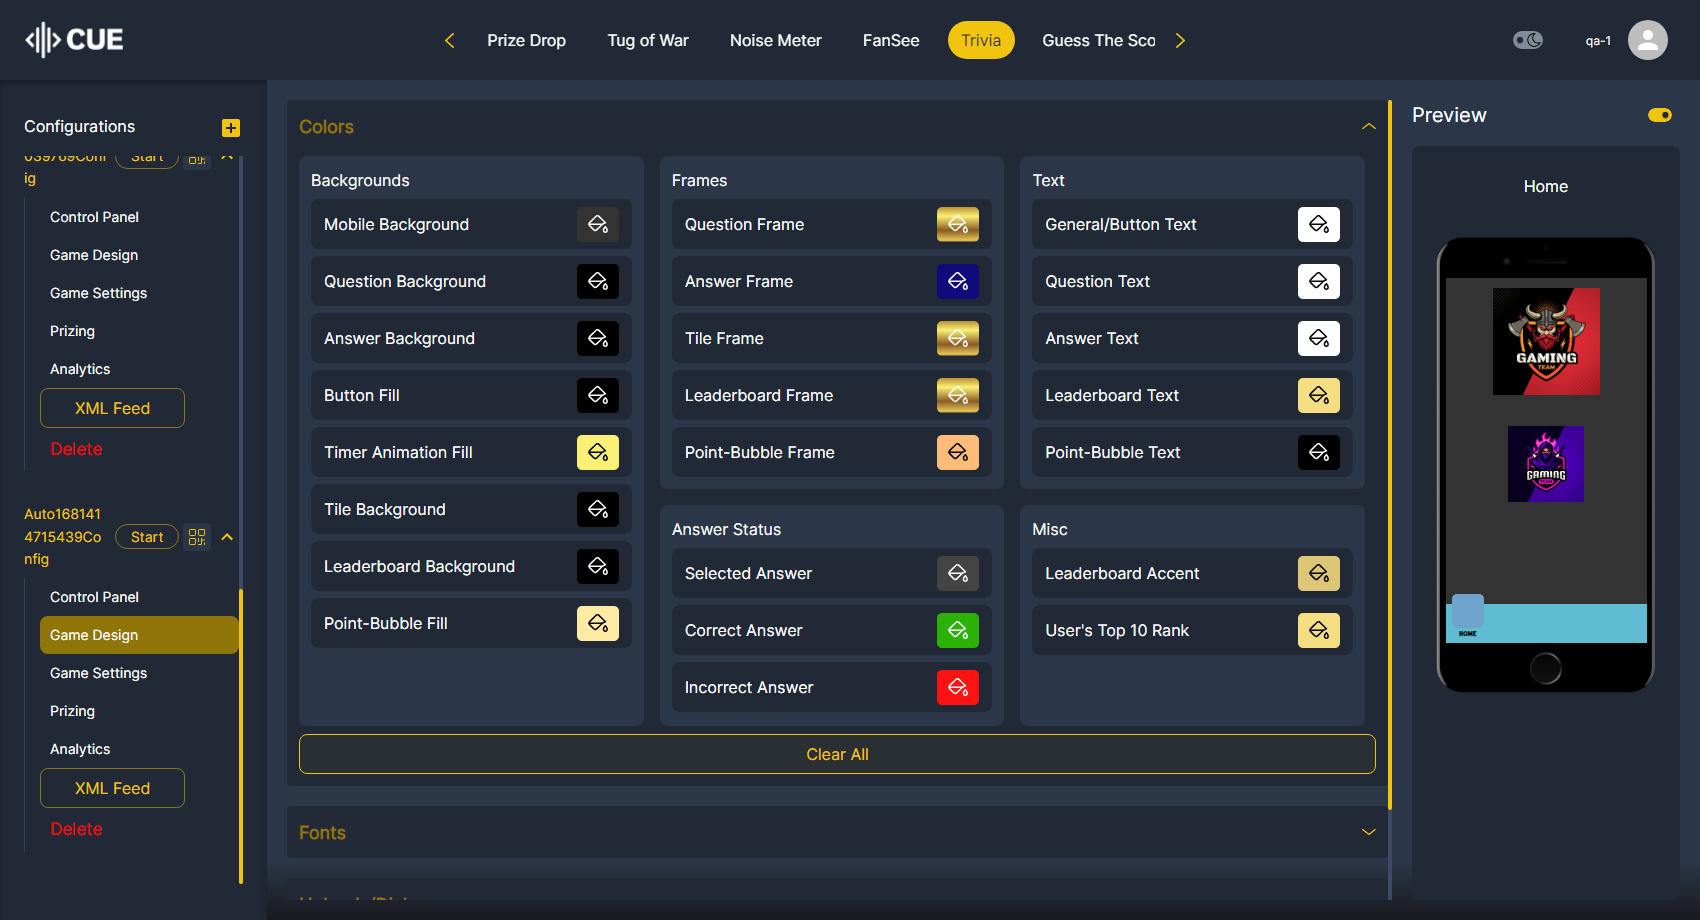 CUE
Prize Drop
Tug of War
Noise Meter
FanSee
Trivia
Guess The Sco
qa-1
Configurations
039769Conf
ig
Start
Control Panel
Game Design
Game Settings
Prizing
Analytics
XML Feed
Delete
Auto168141
4715439Co
nfig
Start
Control Panel
Game Design
Game Settings
Prizing
Analytics
XML Feed
Delete
Colors
Backgrounds
Mobile Background
Question Background
Answer Background
Button Fill
Timer Animation Fill
Tile Background
Leaderboard Background
Point-Bubble Fill
Frames
Question Frame
Answer Frame
Tile Frame
Leaderboard Frame
Point-Bubble Frame
Text
General/Button Text
Question Text
Answer Text
Leaderboard Text
Point-Bubble Text
Answer Status
Selected Answer
Correct Answer
Incorrect Answer
Misc
Leaderboard Accent
User's Top 10 Rank
Clear All
Fonts
Preview
Home
GAMING
TEAM
GAMING
TEAM
HOME